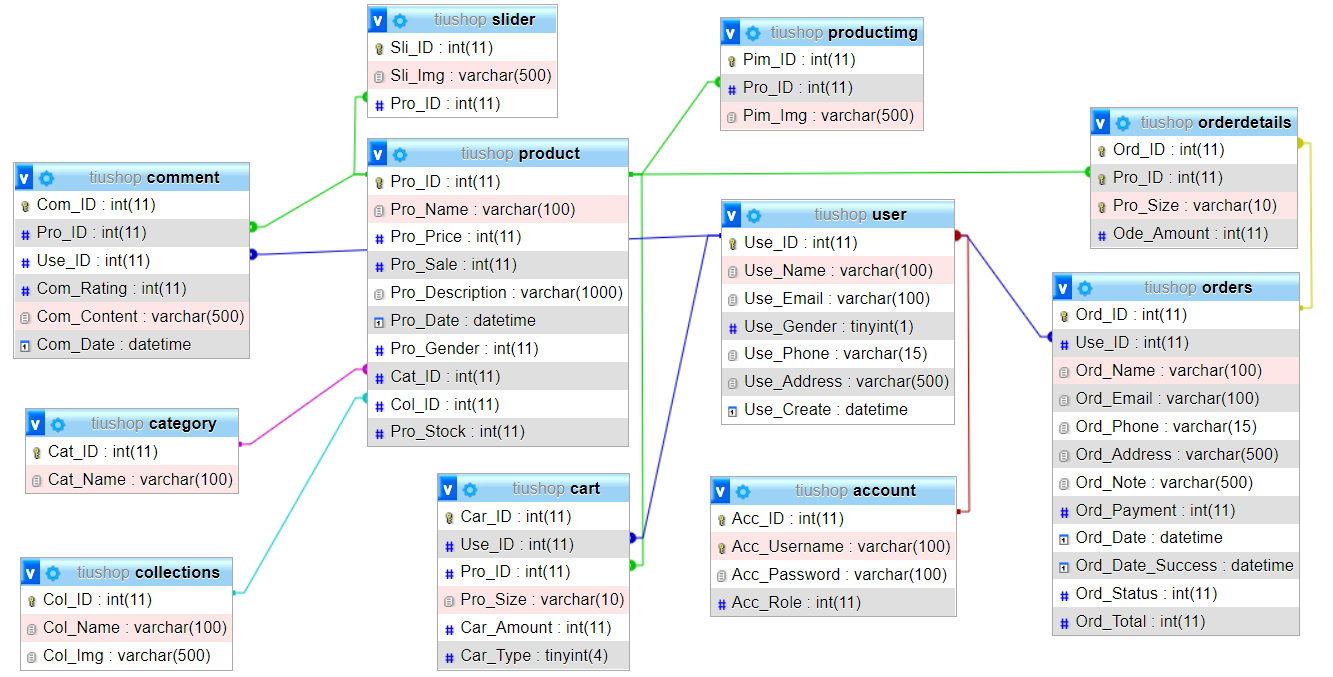 v tiushop slider
Sli_ID : int(11)
Sli_Img : varchar(500)
# Pro_ID : int(11)
v tiushop productimg
Pim_ID : int(11)
# Pro_ID : int(11)
Pim_Img : varchar(500)
v tiushop orderdetails
Ord_ID : int(11)
Pro_ID : int(11)
Pro_Size : varchar(10)
# Ode_Amount : int(11)
v tiushop comment
Com_ID : int(11)
# Pro_ID : int(11)
# Use_ID : int(11)
# Com_Rating : int(11)
Com_Content : varchar(500)
Com_Date : datetime
v tiushop product
Pro_ID : int(11)
Pro_Name : varchar(100)
# Pro_Price : int(11)
# Pro_Sale : int(11)
Pro_Description : varchar(1000)
Pro_Date : datetime
# Pro_Gender : int(11)
# Cat_ID : int(11)
# Col_ID : int(11)
# Pro_Stock : int(11)
v tiushop user
Use_ID : int(11)
Use_Name : varchar(100)
Use_Email : varchar(100)
# Use_Gender : tinyint(1)
Use_Phone : varchar(15)
Use_Address : varchar(500)
Use_Create : datetime
v tiushop orders
Ord_ID : int(11)
# Use_ID : int(11)
Ord_Name : varchar(100)
Ord_Email : varchar(100)
Ord_Phone : varchar(15)
Ord_Address : varchar(500)
Ord_Note : varchar(500)
# Ord_Payment : int(11)
Ord_Date : datetime
Ord_Date_Success : datetime
# Ord_Status : int(11)
# Ord_Total : int(11)
v tiushop category
Cat_ID : int(11)
Cat_Name : varchar(100)
v tiushop cart
Car_ID : int(11)
# Use_ID : int(11)
# Pro_ID : int(11)
Pro_Size : varchar(10)
# Car_Amount : int(11)
# Car_Type : tinyint(4)
v tiushop account
Acc_ID : int(11)
Acc_Username : varchar(100)
Acc_Password : varchar(100)
# Acc_Role : int(11)
v tiushop collections
Col_ID : int(11)
Col_Name : varchar(100)
Col_Img : varchar(500)